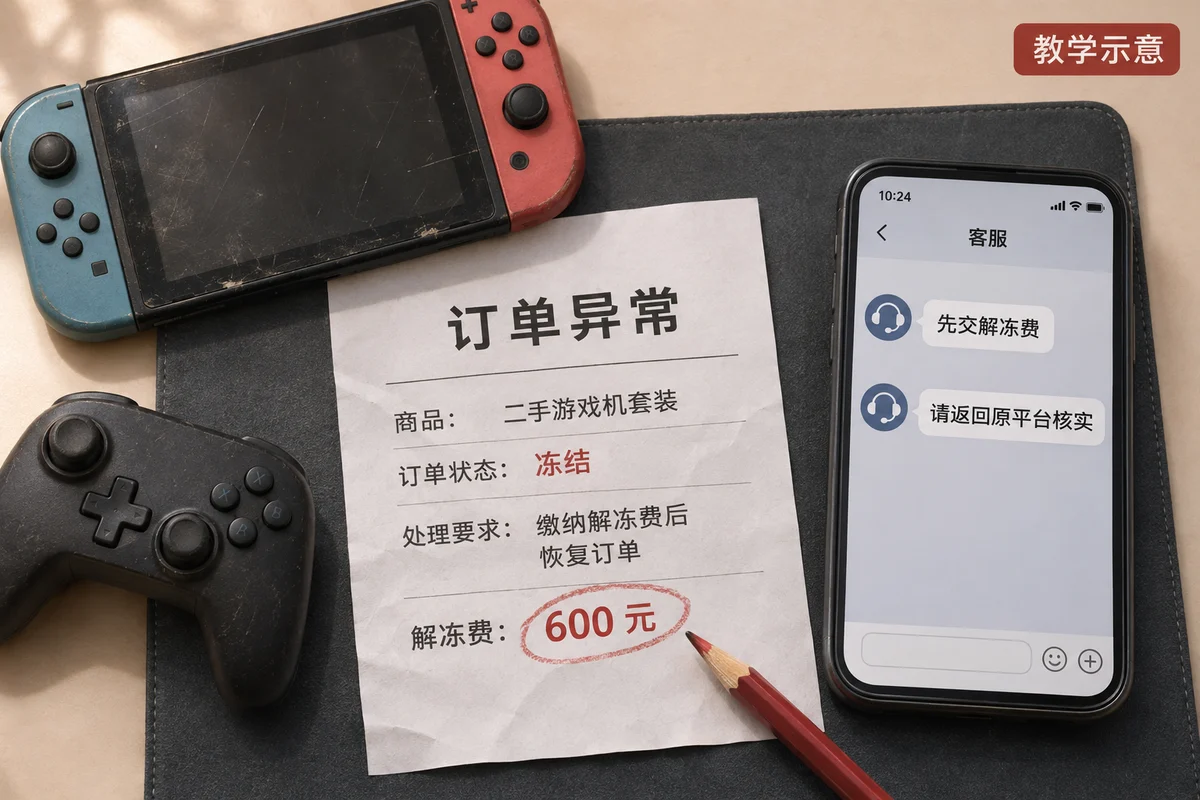 教学示意
订单异常
商品： 二手游戏机套装
订单状态： 冻结
处理要求： 缴纳解冻费后
恢复订单
解冻费： 600 元
10:24
客服
先交解冻费
请返回原平台核实